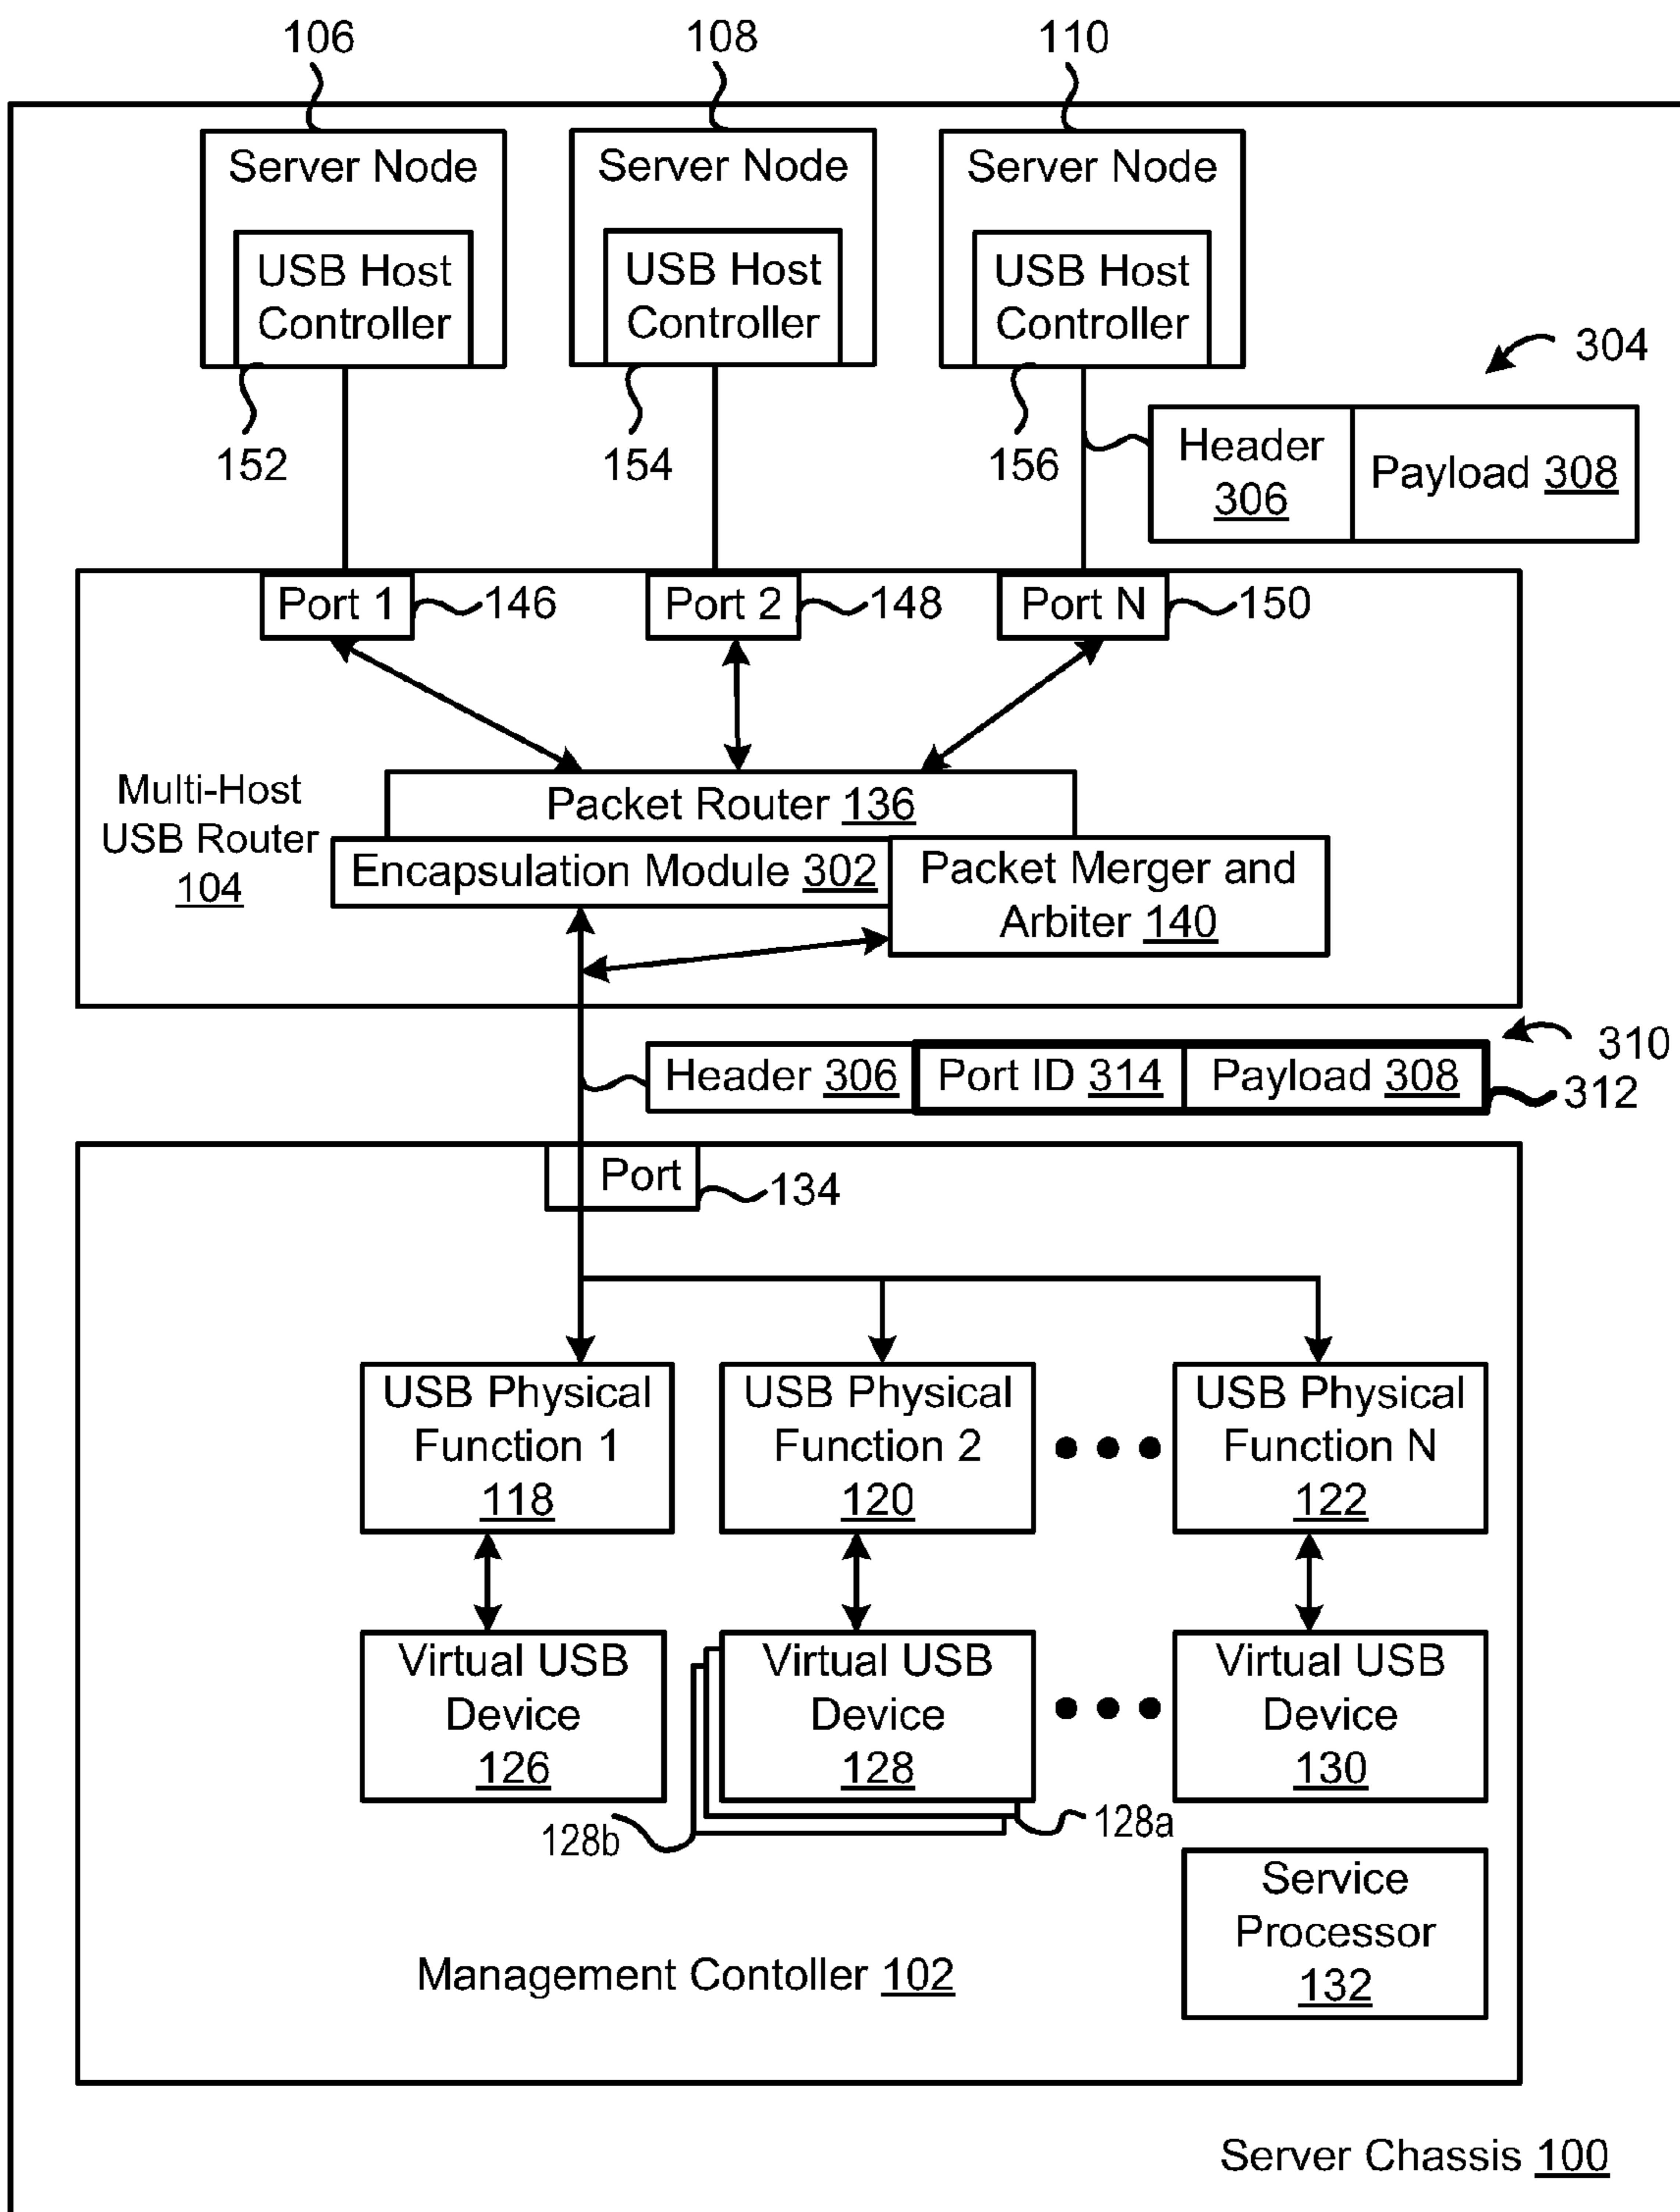 106
108
110
Server Node
Server Node
Server Node
USB Host
Controller
USB Host
Controller
USB Host
Controller
304
152
154
156
Header
306
Payload 308
Port 1
146
Port 2
148
Port N
150
Multi-Host
USB Router
104
Packet Router 136
Encapsulation Module 302
Packet Merger and
Arbiter 140
310
Header 306
Port ID 314
Payload 308
312
Port
134
USB Physical
Function 1
118
USB Physical
Function 2
120
USB Physical
Function N
122
Virtual USB
Device
126
Virtual USB
Device
128
Virtual USB
Device
130
128b
128a
Service
Processor
132
Management Contoller 102
Server Chassis 100